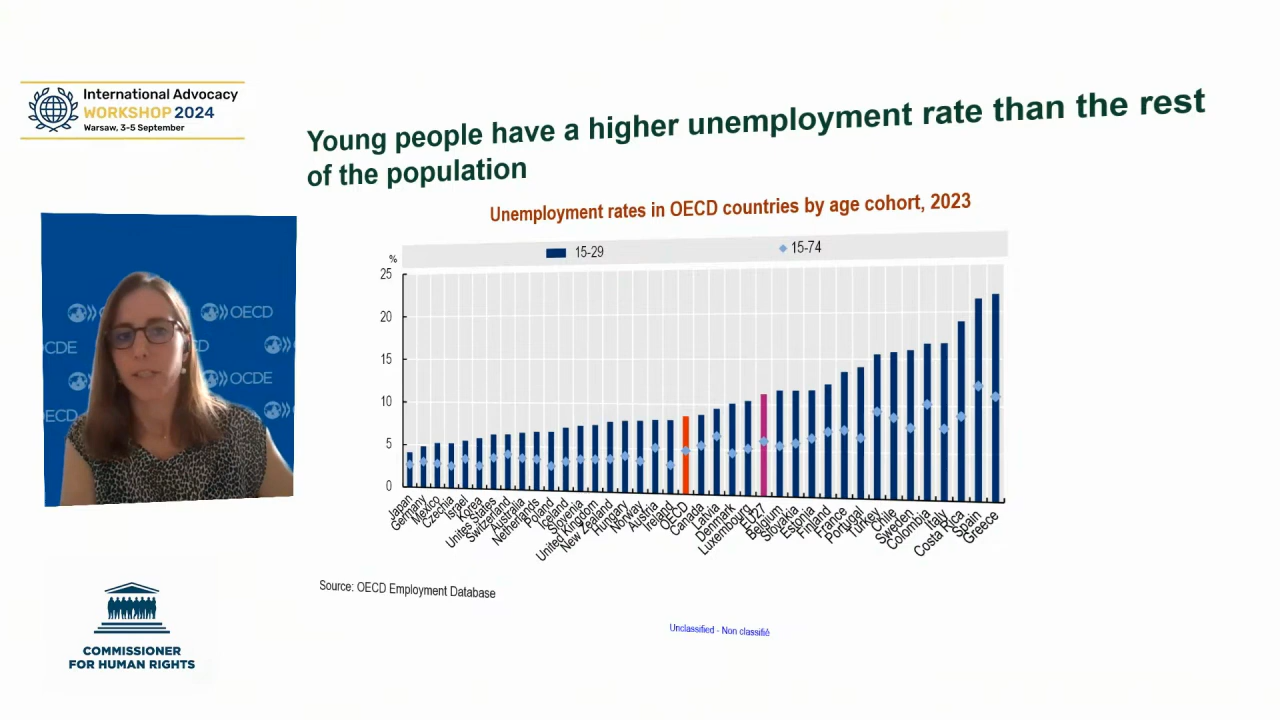 International Advocacy
WORKSHOP 2024
Warsaw, 3-5 September
Young people have a higher unemployment rate than the rest
of the population
Unemployment rates in OECD countries by age cohort, 2023
15-29
15-74
%
25
20
15
10
5
0
Japan
Germany
Mexico
Czechia
Israel
Korea
Unites States
Switzerland
Australia
Netherlands
Poland
Iceland
Slovenia
United Kingdom
New Zealand
Hungary
Norway
Austria
Ireland
OECD
Canada
Latvia
Denmark
Luxembourg
EU27
Belgium
Slovakia
Estonia
Finland
France
Portugal
Turkey
Chile
Sweden
Colombia
Italy
Costa Rica
Spain
Greece
Source: OECD Employment Database
Unclassified - Non classifié
OECD
CDE
CD
OCDE
ECD
COMMISSIONER
FOR HUMAN RIGHTS